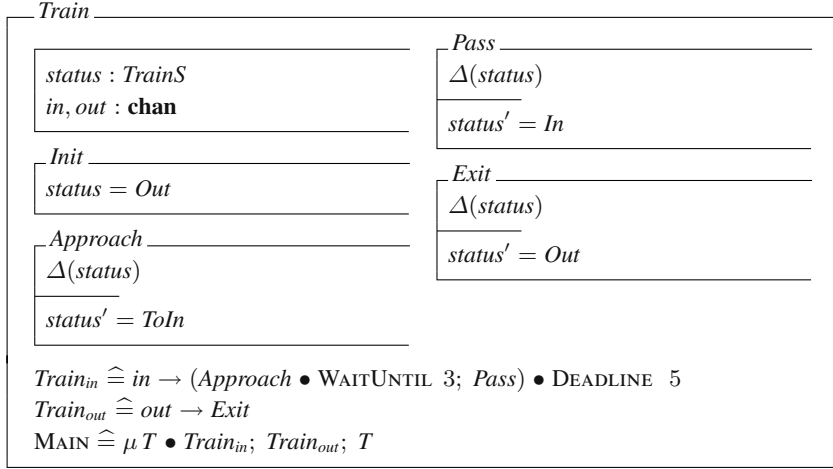 Train
status : TrainS
in, out : chan
Init
status = Out
Approach
Δ(status)
status′ = ToIn
Pass
Δ(status)
status′ = In
Exit
Δ(status)
status′ = Out
Train_in ≙ in → (Approach • WAITUNTIL 3; Pass) • DEADLINE 5
Train_out ≙ out → Exit
MAIN ≙ μ T • Train_in; Train_out; T